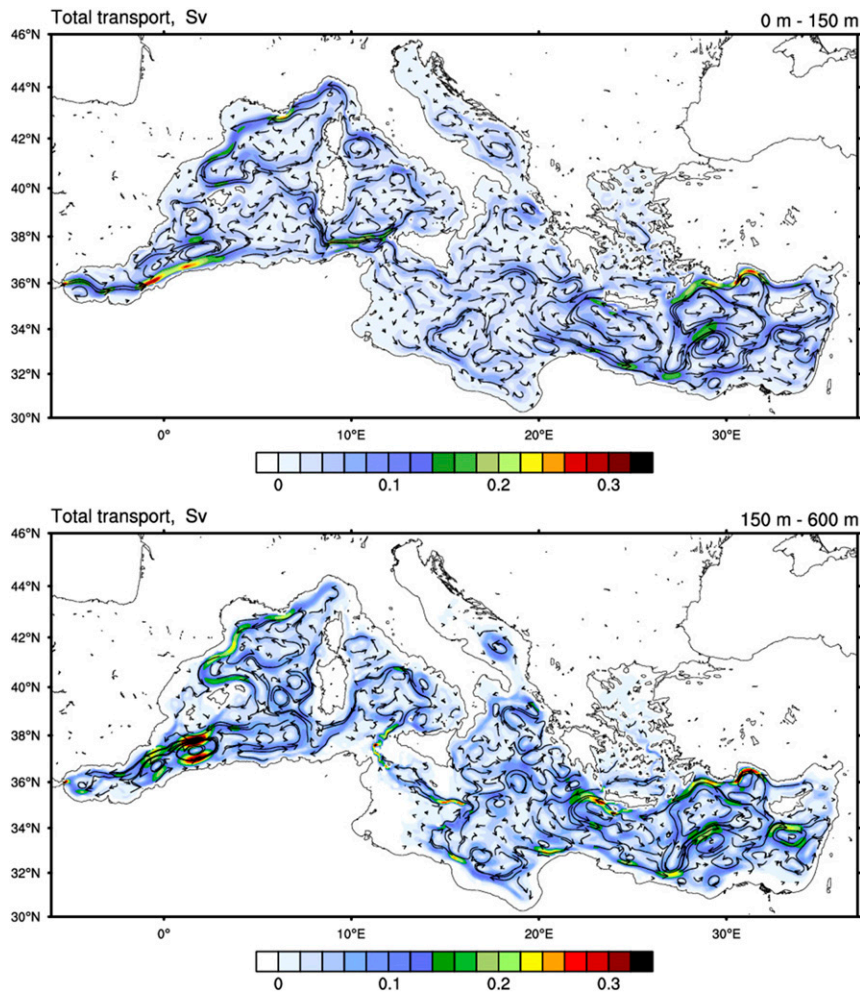 Total transport, Sv 0 m - 150 m
46°N
44°N
42°N
40°N
38°N
36°N
34°N
32°N
30°N
0° 10°E 20°E 30°E
0 0.1 0.2 0.3
Total transport, Sv 150 m - 600 m
46°N
44°N
42°N
40°N
38°N
36°N
34°N
32°N
30°N
0° 10°E 20°E 30°E
0 0.1 0.2 0.3